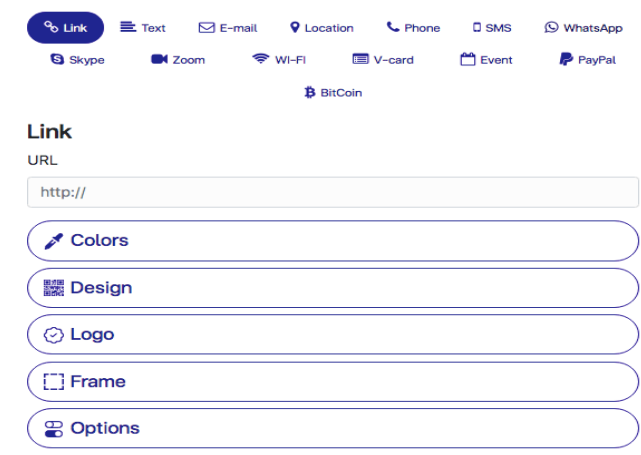 Link Text E-mail Location Phone SMS WhatsApp
Skype Zoom WI-FI V-card Event PayPal
BitCoin
Link
URL
http://
Colors
Design
Logo
Frame
Options